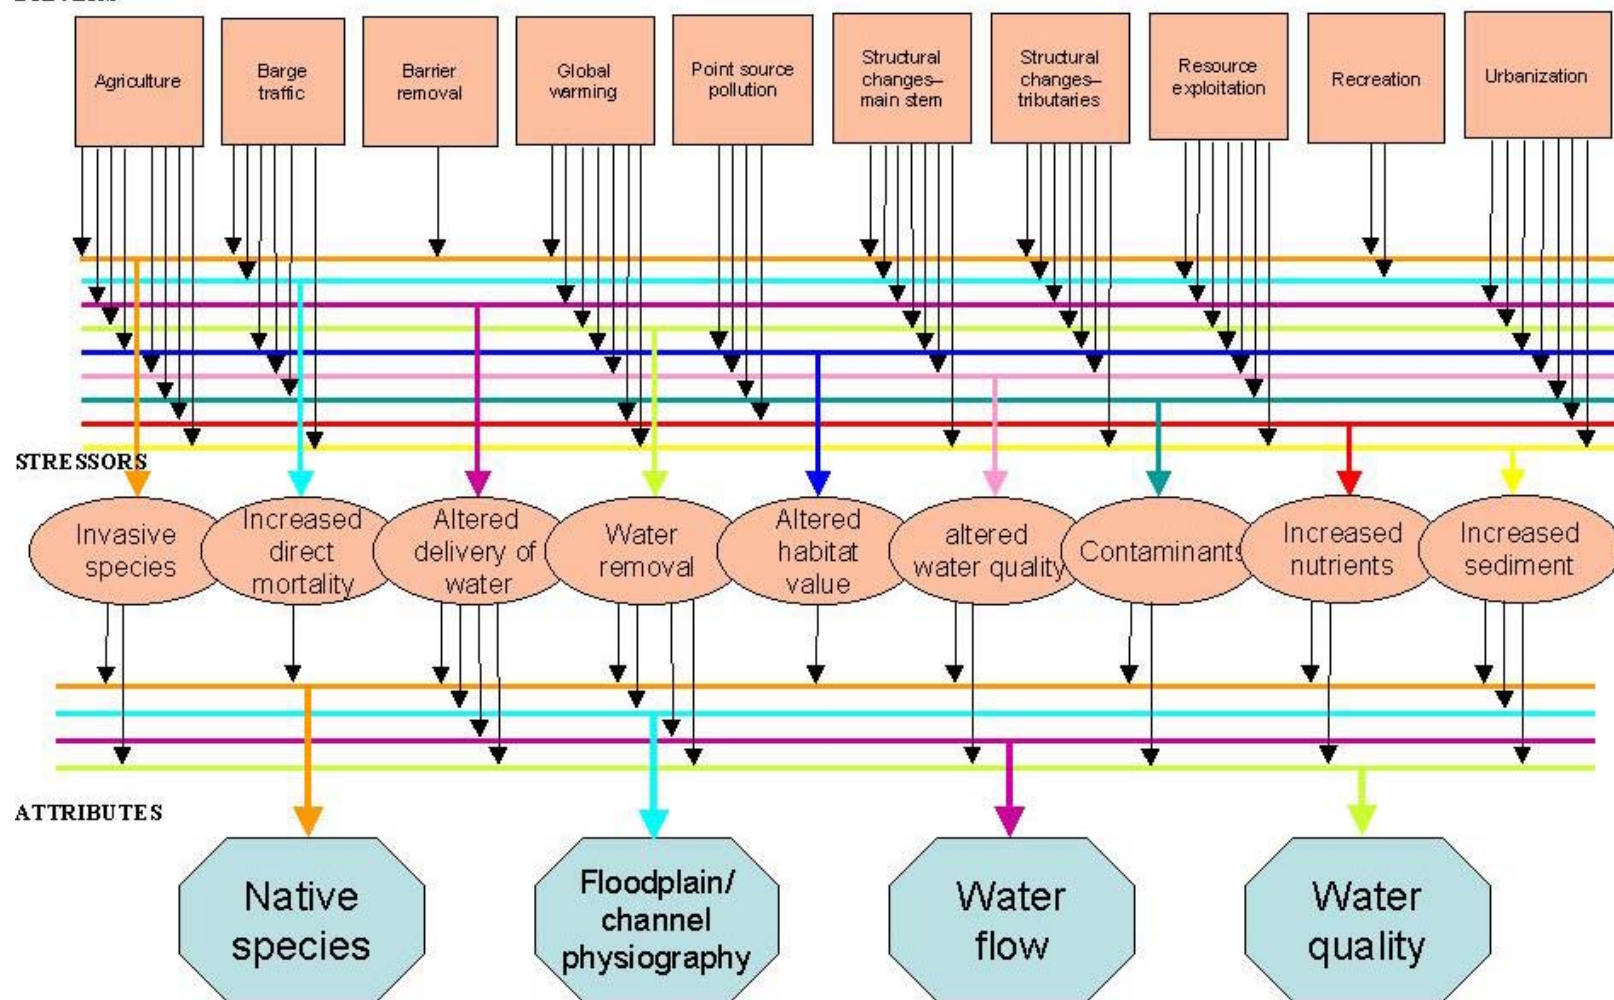 Agriculture
Barge
traffic
Barrier
removal
Global
warming
Point source
pollution
Structural
changes–
main stem
Structural
changes–
tributaries
Resource
exploitation
Recreation
Urbanization
STRESSORS
Invasive
species
Increased
direct
mortality
Altered
delivery of
water
Water
removal
Altered
habitat
value
altered
water quality
Contaminants
Increased
nutrients
Increased
sediment
ATTRIBUTES
Native
species
Floodplain/
channel
physiography
Water
flow
Water
quality